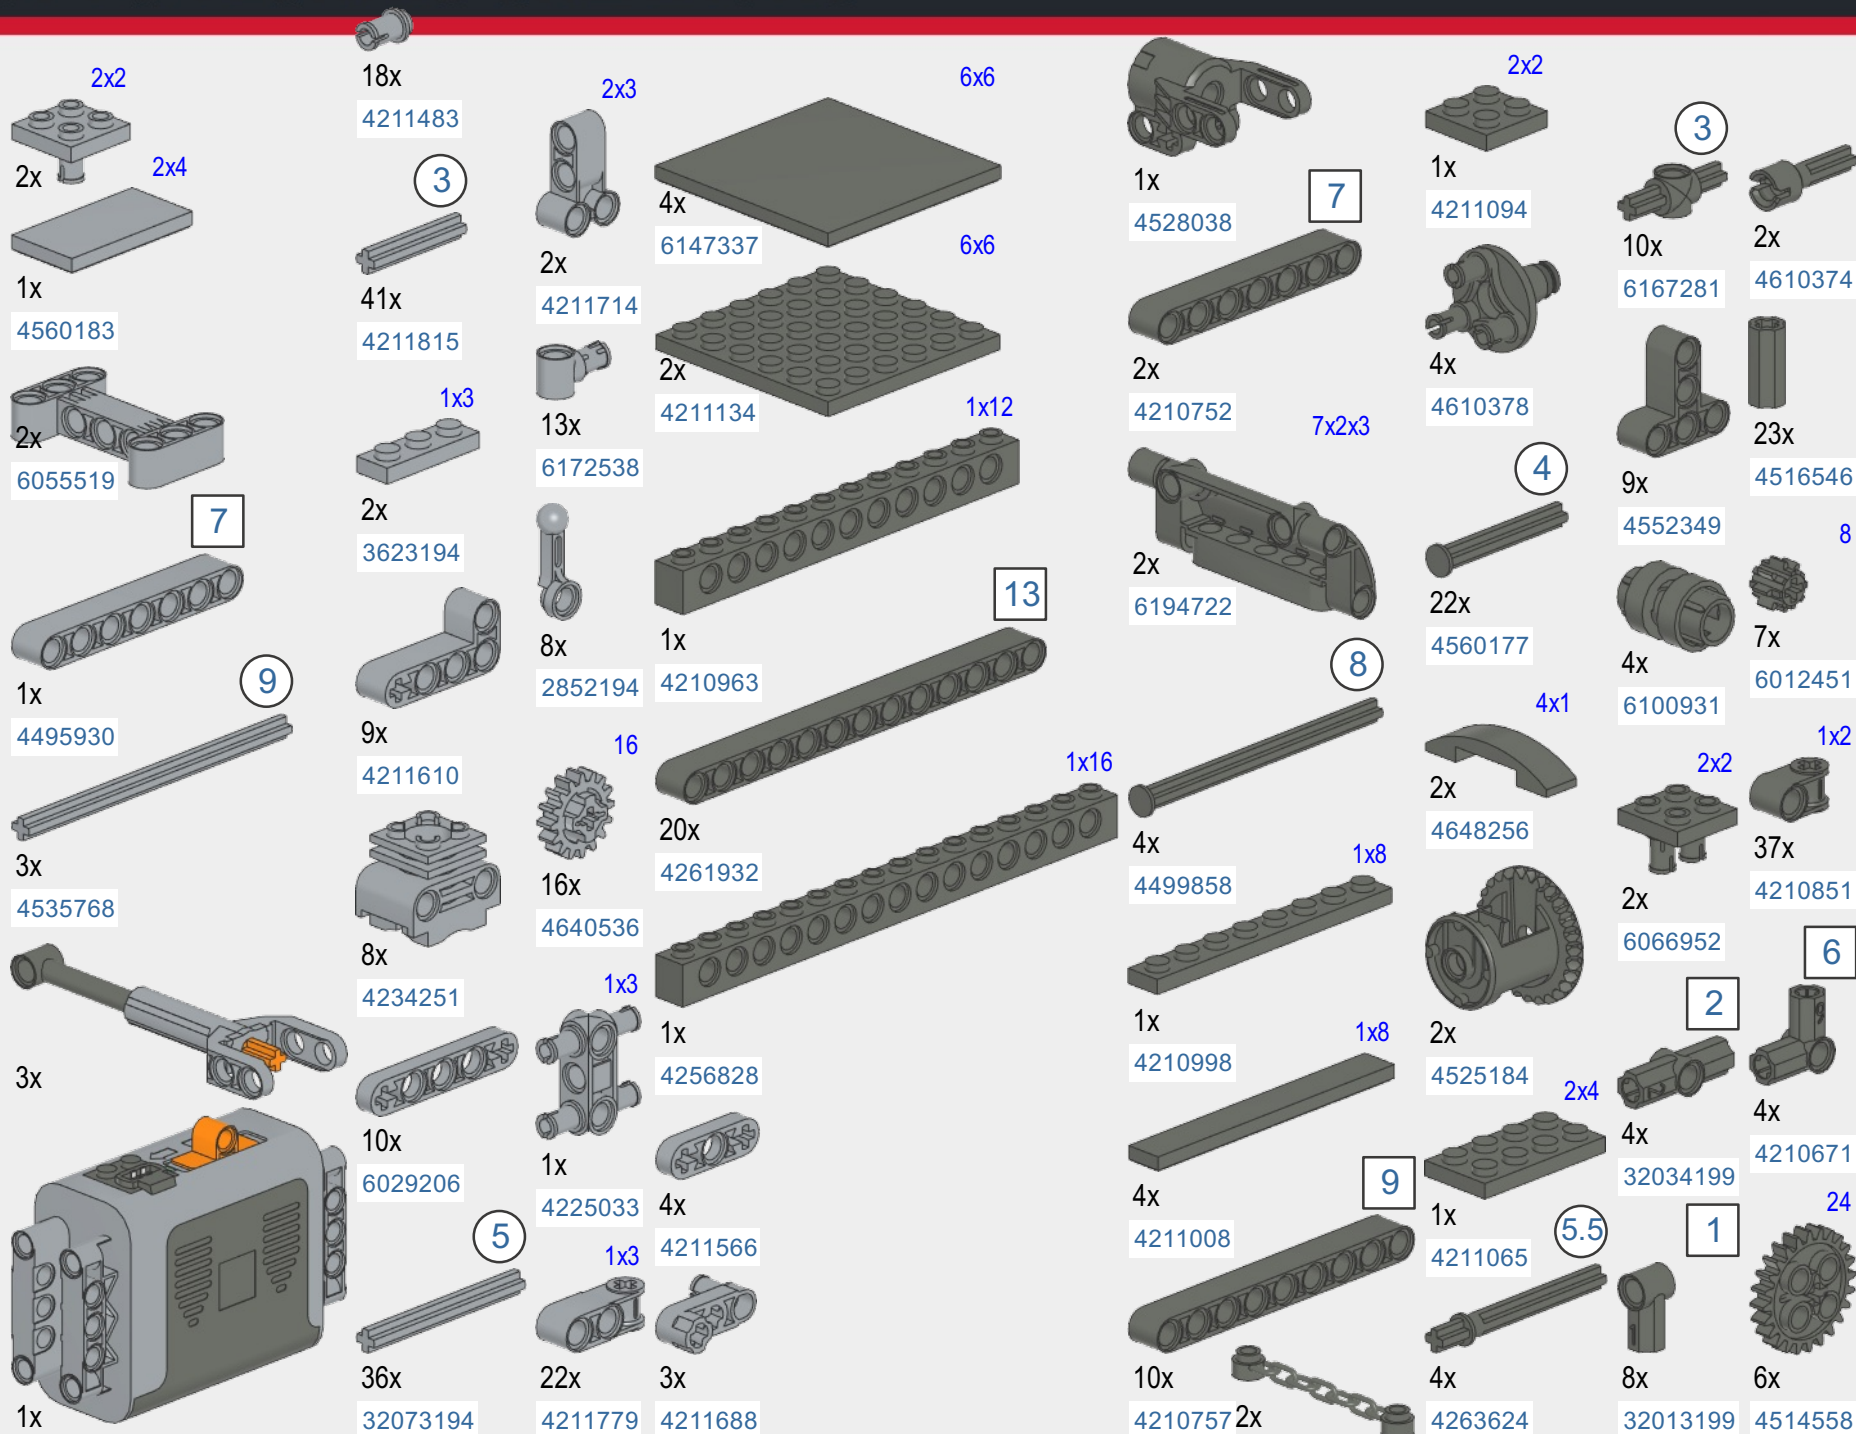 2x2
2x
2x4
1x
4560183
2x
6055519
7
1x
4495930
9
3x
4535768
3x
1x
18x
4211483
3
41x
4211815
1x3
2x
3623194
9x
4211610
8x
4234251
10x
6029206
5
36x
32073194
2x3
2x
4211714
13x
6172538
8x
2852194
16
16x
4640536
1x3
1x
4225033
1x3
22x
4211779
6x6
4x
6147337
6x6
2x
4211134
1x12
1x
4210963
13
20x
4261932
1x16
1x
4256828
4x
4211566
3x
4211688
1x
4528038
7
2x
4210752
7x2x3
2x
6194722
8
4x
4499858
1x8
1x
4210998
1x8
4x
4211008
9
10x
4210757
2x
2x2
1x
4211094
4x
4610378
4
22x
4560177
4x1
2x
4648256
2x
4525184
2x4
1x
4211065
5.5
4x
4263624
3
10x
6167281
9x
4552349
4x
6100931
2x2
2x
6066952
2
4x
32034199
1
8x
32013199
2x
4610374
23x
4516546
8
7x
6012451
1x2
37x
4210851
6
4x
4210671
24
6x
4514558